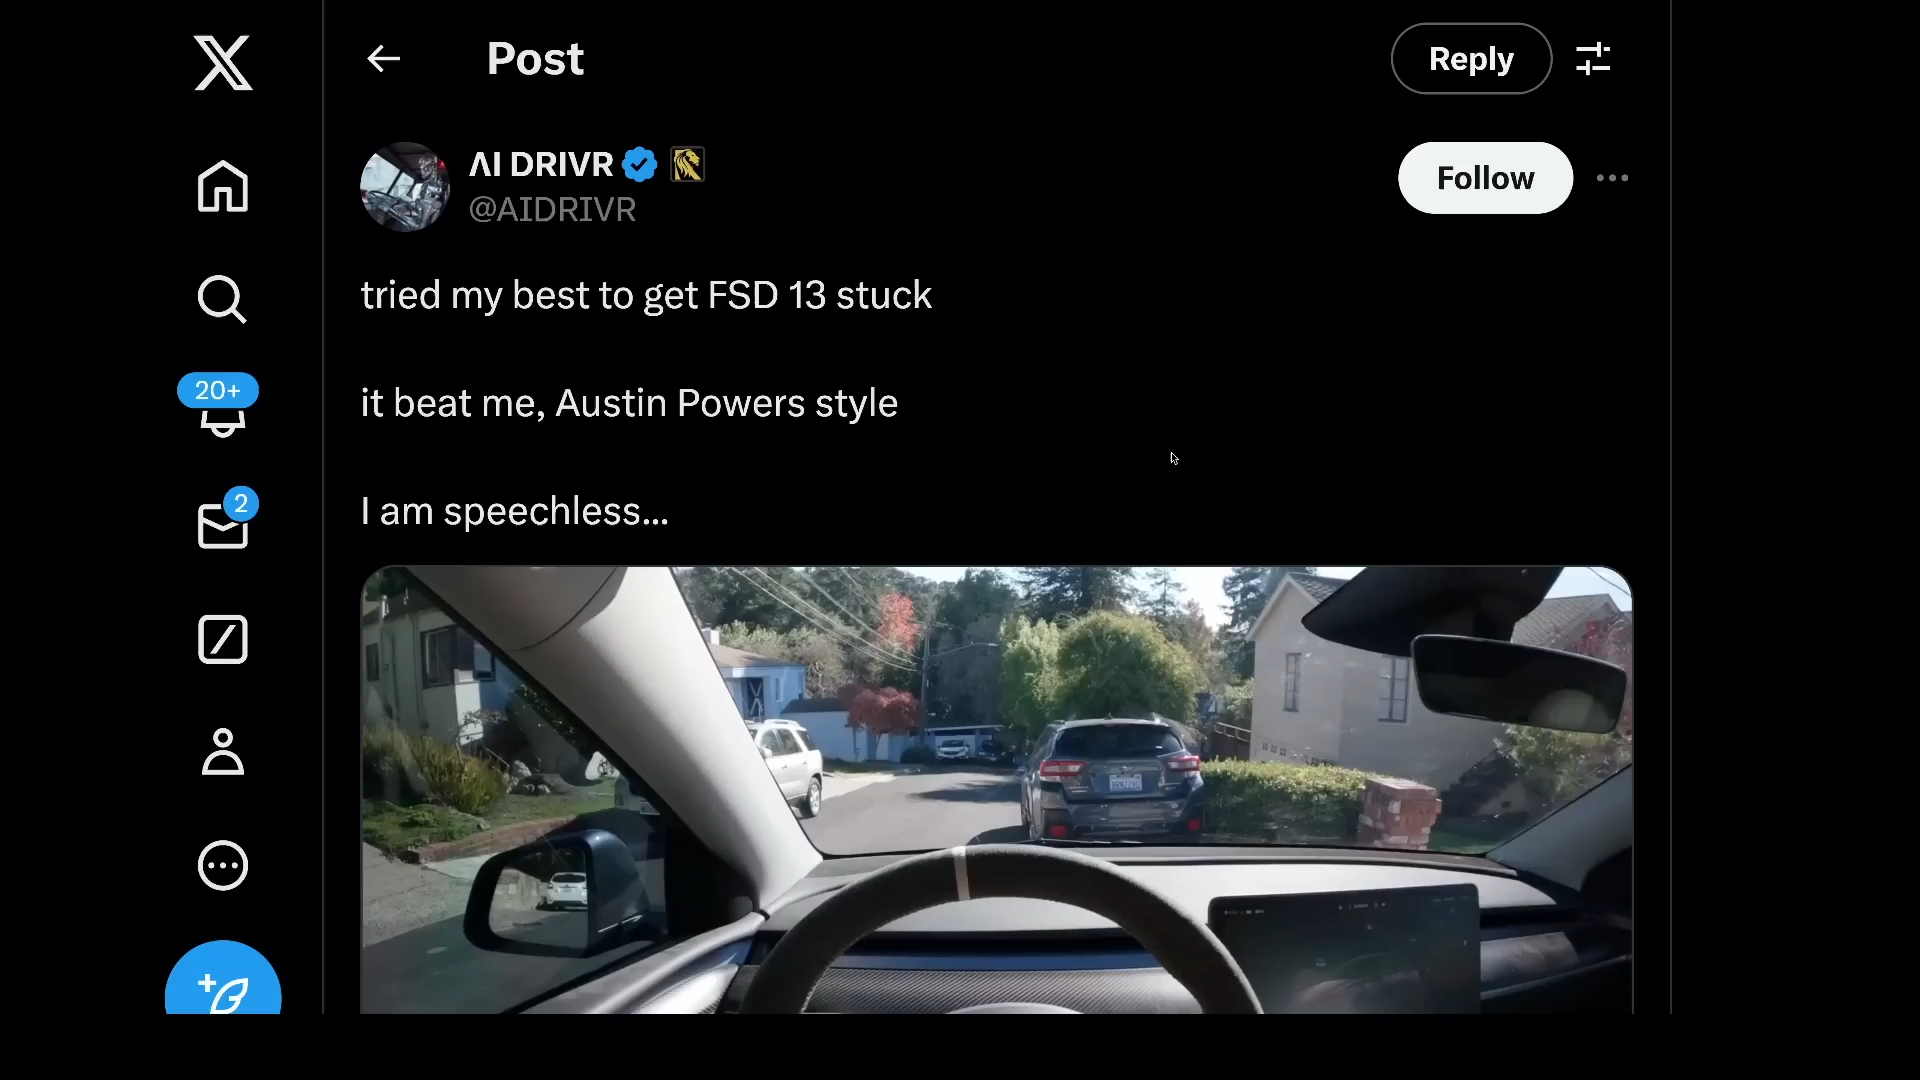 Post
Reply
ΛI DRIVR
@AIDRIVR
Follow
tried my best to get FSD 13 stuck
20+
it beat me, Austin Powers style
2
I am speechless...